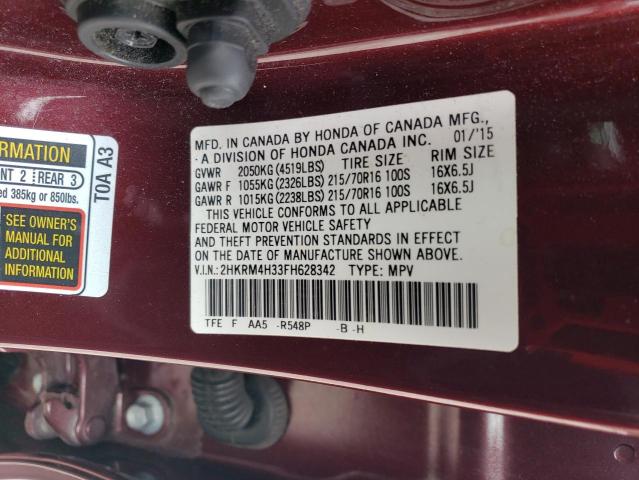 MFD. IN CANADA BY HONDA OF CANADA MFG.,
- A DIVISION OF HONDA CANADA INC. 01/'15
GVWR 2050KG(4519LBS) TIRE SIZE RIM SIZE
GAWR F 1055KG(2326LBS)215/70R16 100S 16X6.5J
GAWR R 1015KG(2238LBS)215/70R16 100S 16X6.5J
THIS VEHICLE CONFORMS TO ALL APPLICABLE
FEDERAL MOTOR VEHICLE SAFETY
AND THEFT PREVENTION STANDARDS IN EFFECT
ON THE DATE OF MANUFACTURE SHOWN ABOVE.
V.I.N.:2HKRM4H33FH628342 TYPE: MPV
TFE F AA5 -R548P -B -H
2 REAR 3
385kg or 850lbs.
SEE OWNER'S
MANUAL FOR
ADDITIONAL
INFORMATION
T0A A3